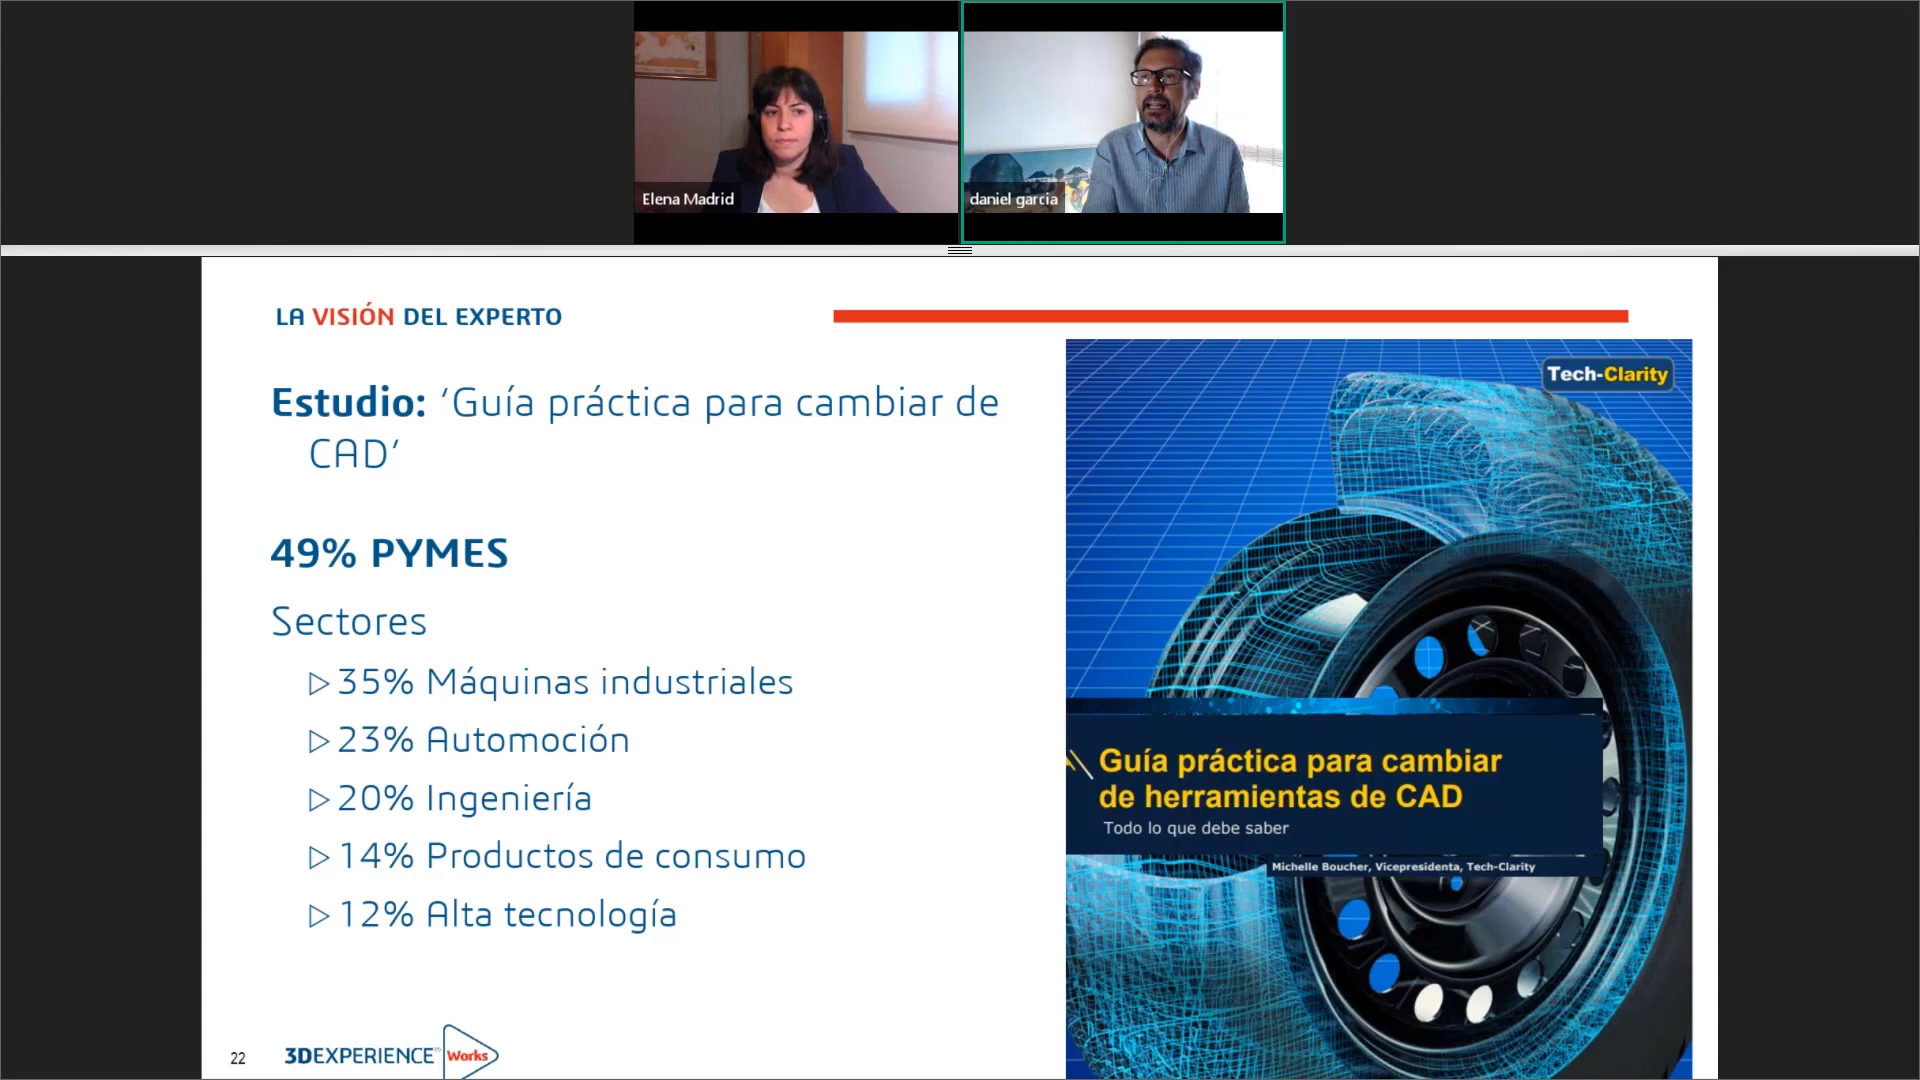 Elena Madrid
daniel garcia
LA VISIÓN DEL EXPERTO
Estudio: ‘Guía práctica para cambiar de
CAD’
49% PYMES
Sectores
35% Máquinas industriales
23% Automoción
20% Ingeniería
14% Productos de consumo
12% Alta tecnología
Tech-Clarity
Guía práctica para cambiar
de herramientas de CAD
Todo lo que debe saber
Michelle Boucher, Vicepresidenta, Tech-Clarity
22
3DEXPERIENCE Works